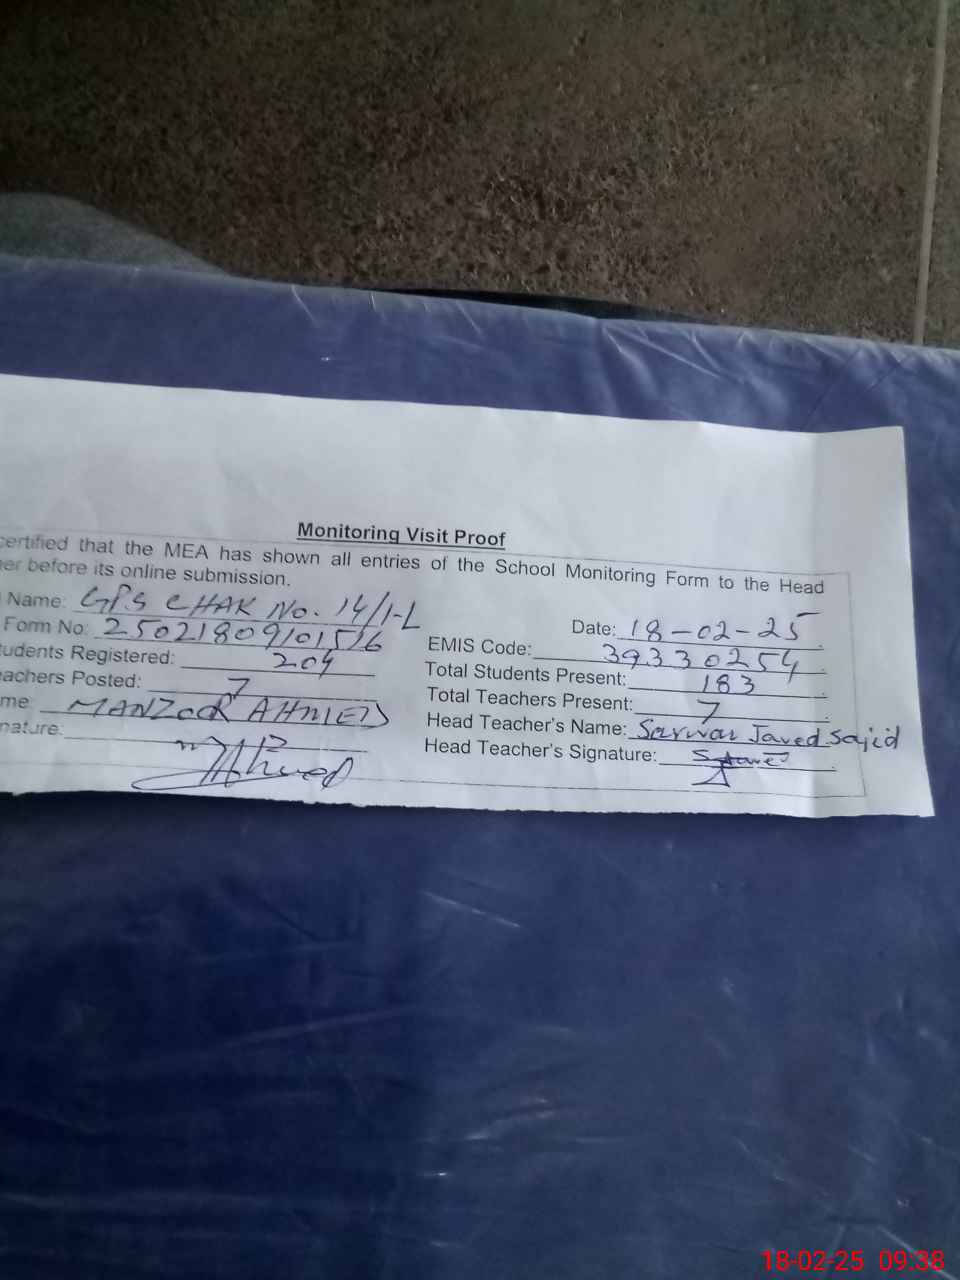 Monitoring Visit Proof
certified that the MEA has shown all entries of the School Monitoring Form to the Head
er before its online submission.
Name: GPS CHAK No. 14/1-L
Date: 18-02-25
Form No: 25021809101516
EMIS Code: 39330254
tudents Registered: 204
Total Students Present: 183
achers Posted: 7
Total Teachers Present: 7
me: MANZOOR AHMED
Head Teacher's Name: Sarwar Javed Sajid
nature:
Head Teacher's Signature:
18-02-25 09:38